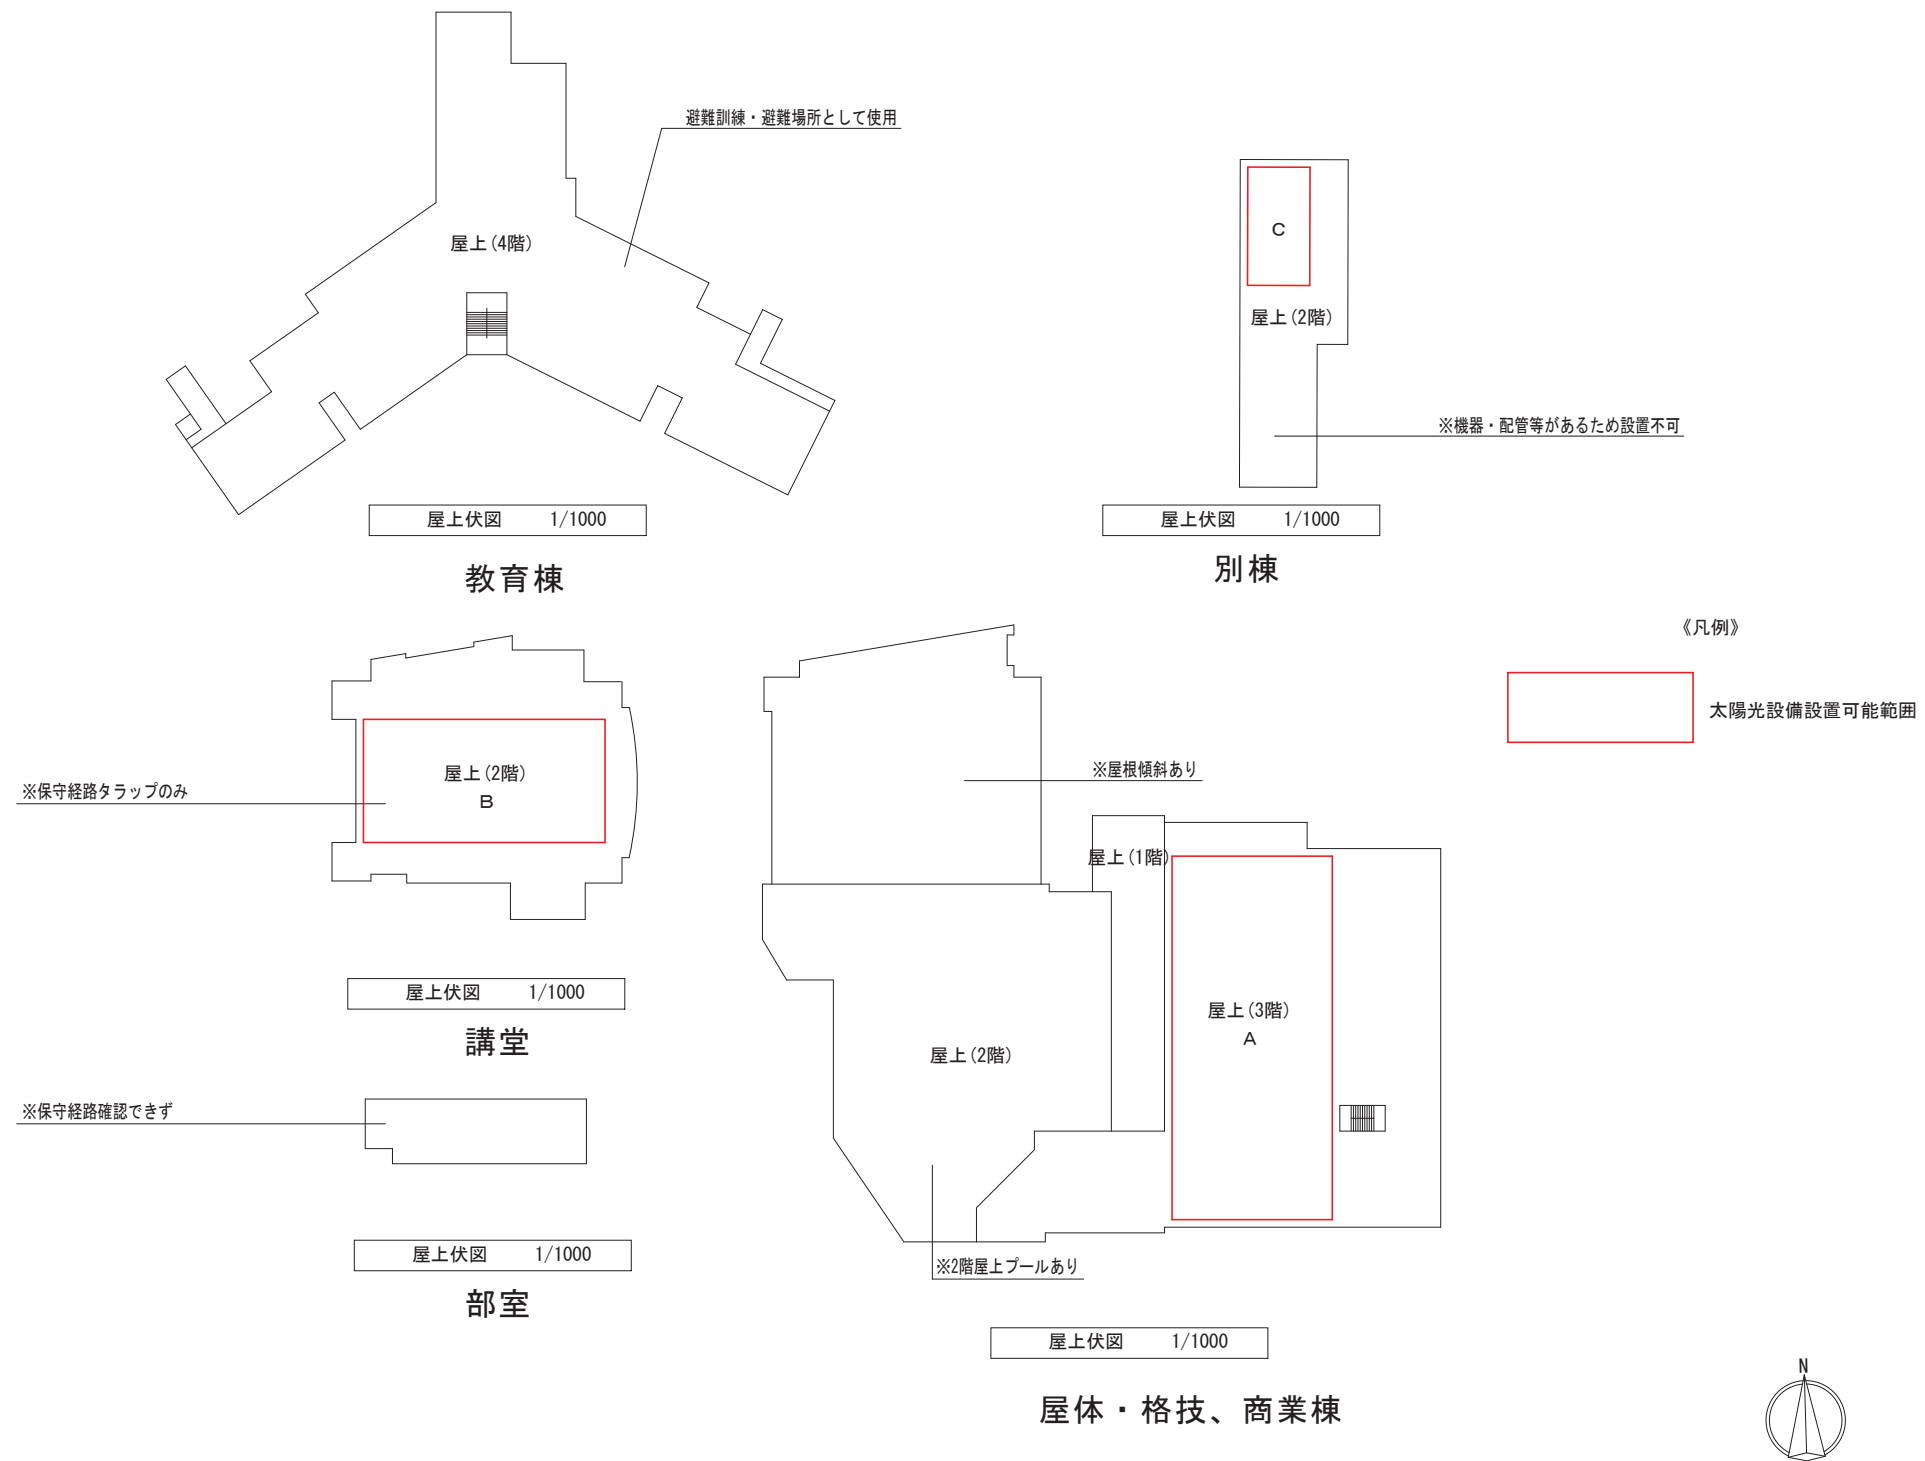 避難訓練・避難場所として使用
屋上(4階)
屋上伏図 1/1000
教育棟
C
屋上(2階)
※機器・配管等があるため設置不可
屋上伏図 1/1000
別棟
《凡例》
太陽光設備設置可能範囲
※保守経路タラップのみ
屋上(2階)
B
屋上伏図 1/1000
講堂
※保守経路確認できず
屋上伏図 1/1000
部室
※屋根傾斜あり
屋上(1階)
屋上(3階)
A
屋上(2階)
※2階屋上プールあり
屋上伏図 1/1000
屋体・格技、商業棟
N